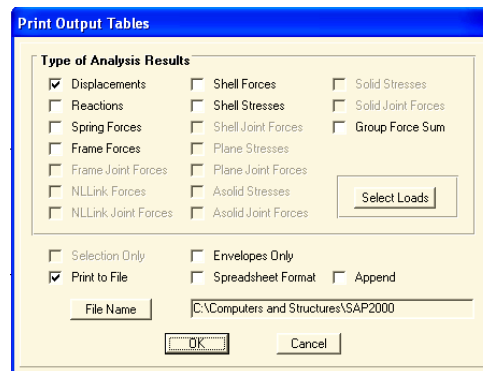 Print Output Tables
Type of Analysis Results
Displacements Shell Forces Solid Stresses
Reactions Shell Stresses Solid Joint Forces
Spring Forces Shell Joint Forces Group Force Sum
Frame Forces Plane Stresses
Frame Joint Forces Plane Joint Forces
NLLink Forces Asolid Stresses Select Loads
NLLink Joint Forces Asolid Joint Forces
Selection Only Envelopes Only
Print to File Spreadsheet Format Append
File Name C:\Computers and Structures\SAP2000
OK Cancel